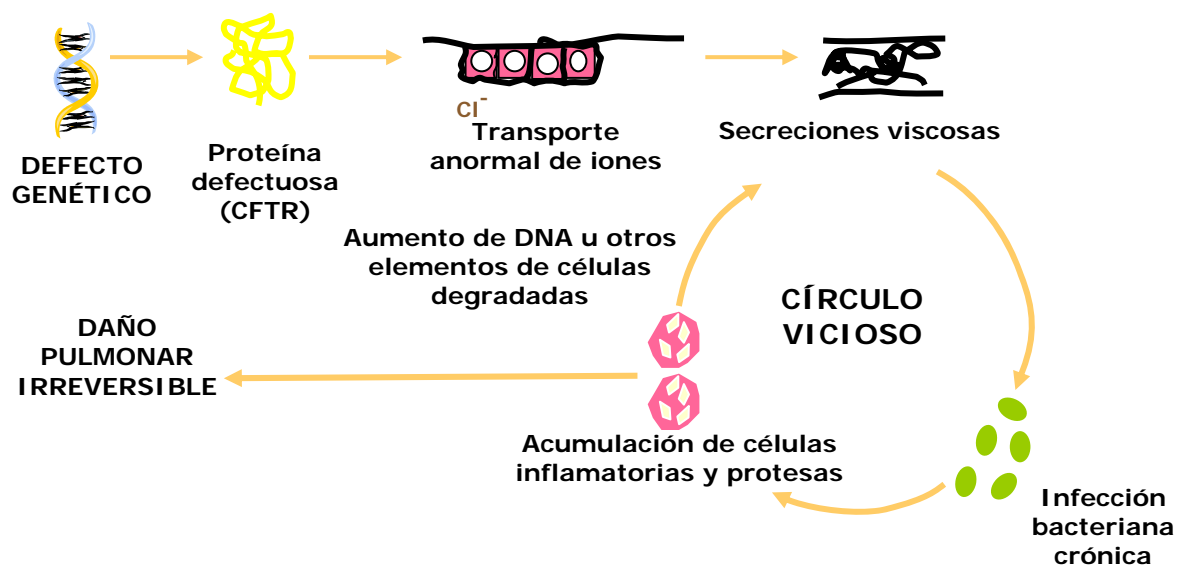 DEFECTO
GENÉTICO
Proteína
defectuosa
(CFTR)
Cl⁻
Transporte
anormal de iones
Secreciones viscosas
Aumento de DNA u otros
elementos de células
degradadas
CÍRCULO
VICIOSO
DAÑO
PULMONAR
IRREVERSIBLE
Acumulación de células
inflamatorias y protesas
Infección
bacteriana
crónica